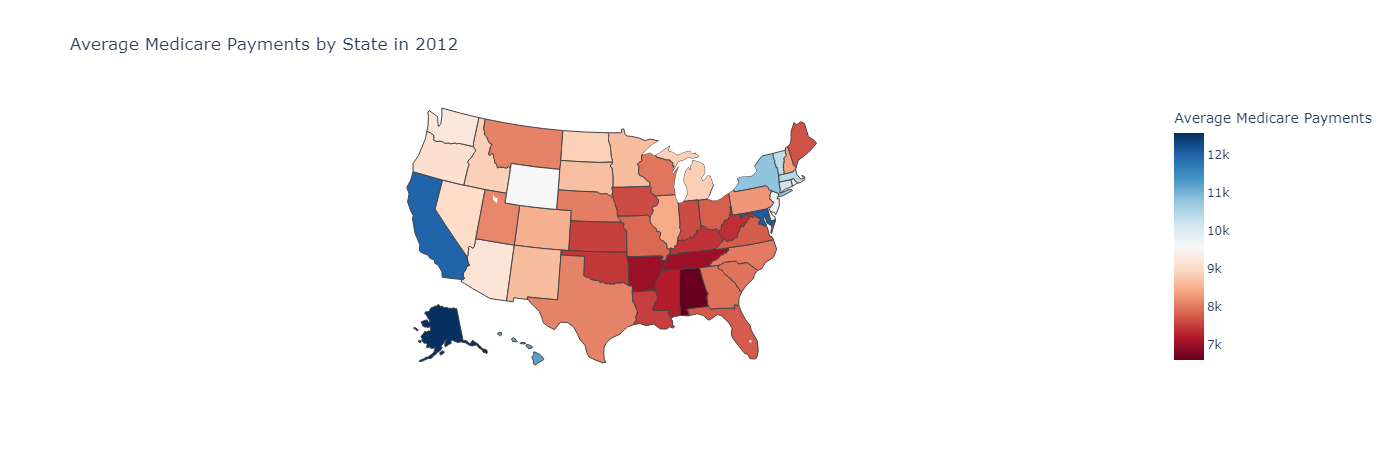 Average Medicare Payments by State in 2012
Average Medicare Payments
12k
11k
10k
9k
8k
7k